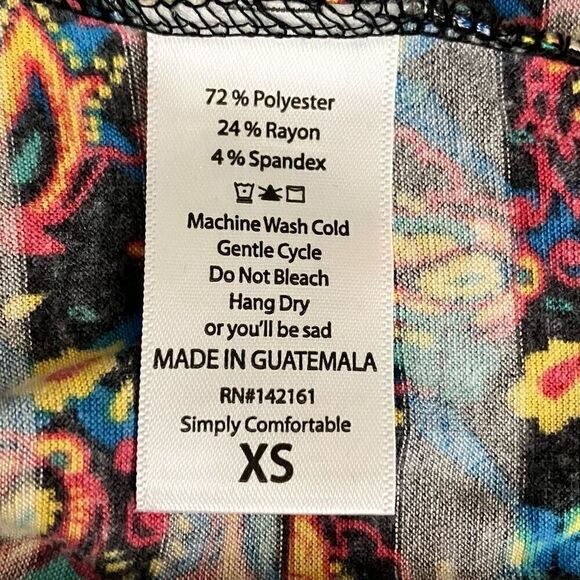 72 % Polyester
24 % Rayon
4 % Spandex
Machine Wash Cold
Gentle Cycle
Do Not Bleach
Hang Dry
or you'll be sad
MADE IN GUATEMALA
RN#142161
Simply Comfortable
XS